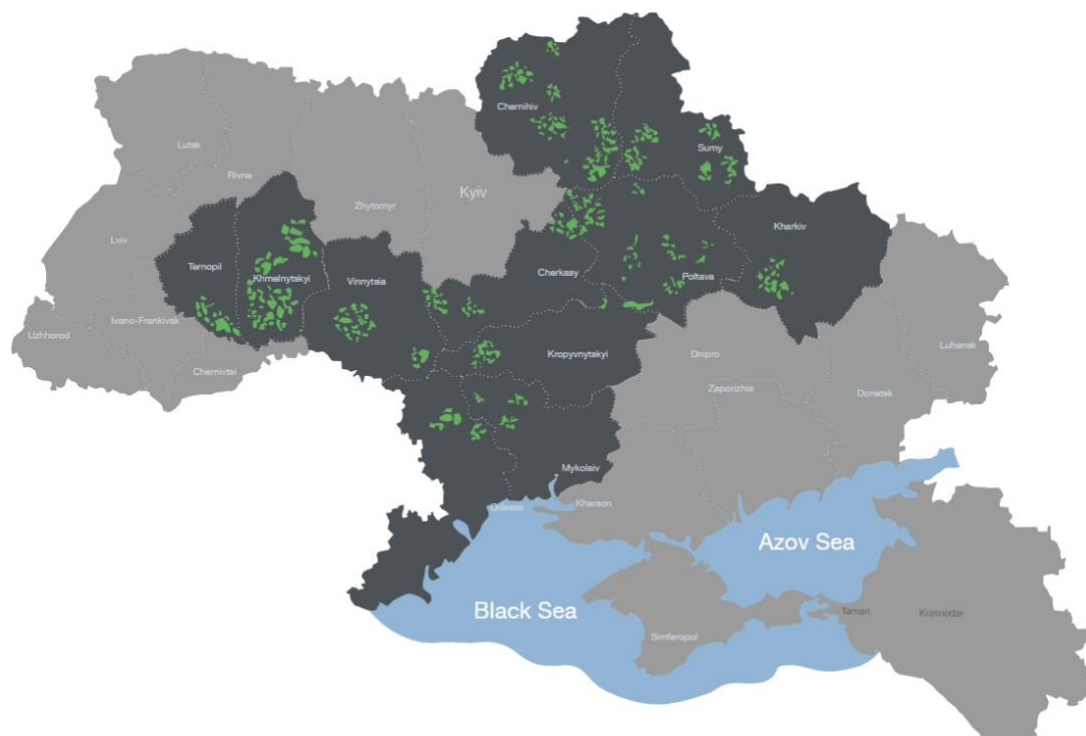 Chernihiv
Sumy
Lutsk
Rivne
Kyiv
Zhytomyr
Kharkiv
Lviv
Ternopil
Khmelnytskyi
Vinnytsia
Cherkasy
Poltava
Ivano-Frankivsk
Uzhhorod
Chernivtsi
Kropyvnytskyi
Dnipro
Luhansk
Zaporizhia
Donetsk
Mykolaiv
Odessa
Kherson
Azov Sea
Black Sea
Taman
Krasnodar
Simferopol